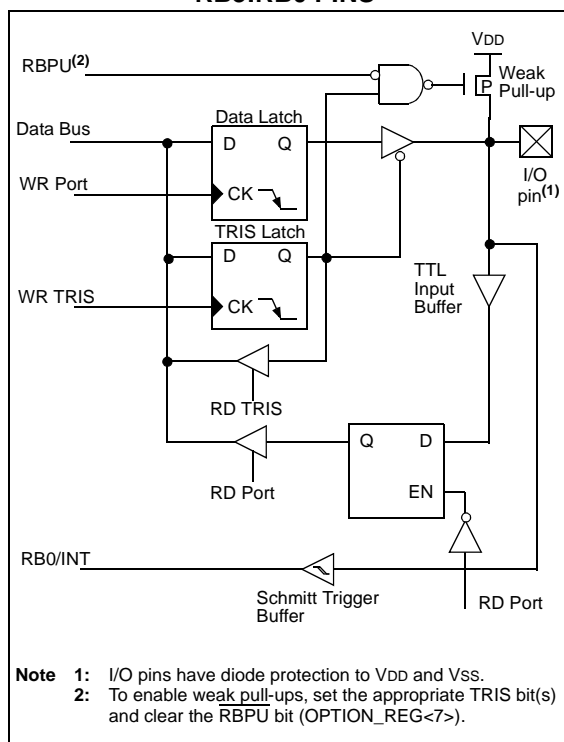 VDD
RBPU(2)
Weak
Pull-up
P
Data Latch
Data Bus
D Q
I/O
pin(1)
WR Port
CK
TRIS Latch
D Q
TTL
Input
Buffer
WR TRIS
CK
RD TRIS
Q D
RD Port
EN
RB0/INT
Schmitt Trigger
Buffer
RD Port
Note 1: I/O pins have diode protection to VDD and VSS.
2: To enable weak pull-ups, set the appropriate TRIS bit(s)
and clear the RBPU bit (OPTION_REG<7>).